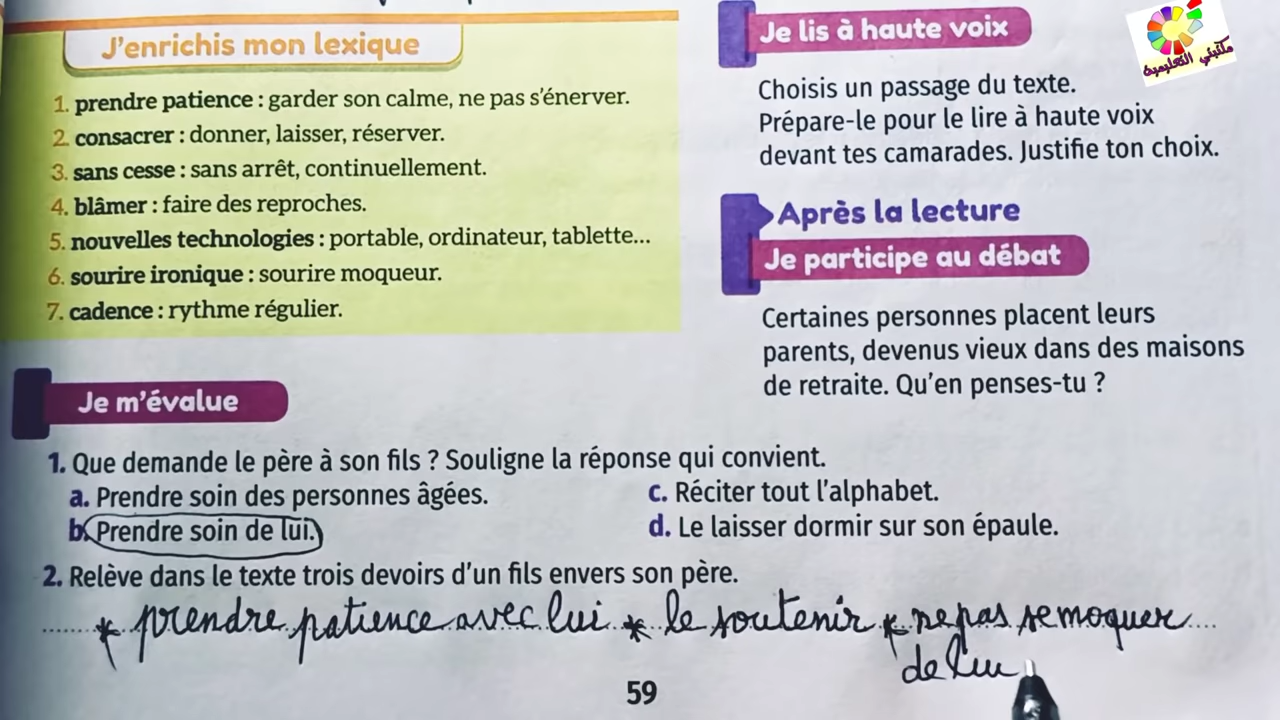 J'enrichis mon lexique
1. prendre patience : garder son calme, ne pas s'énerver.
2. consacrer : donner, laisser, réserver.
3. sans cesse : sans arrêt, continuellement.
4. blâmer : faire des reproches.
5. nouvelles technologies : portable, ordinateur, tablette...
6. sourire ironique : sourire moqueur.
7. cadence : rythme régulier.
Je lis à haute voix
Choisis un passage du texte.
Prépare-le pour le lire à haute voix
devant tes camarades. Justifie ton choix.
Après la lecture
Je participe au débat
Certaines personnes placent leurs
parents, devenus vieux dans des maisons
de retraite. Qu'en penses-tu ?
مكتبتي التعليمية
Je m'évalue
1. Que demande le père à son fils ? Souligne la réponse qui convient.
a. Prendre soin des personnes âgées.
b. Prendre soin de lui.
c. Réciter tout l'alphabet.
d. Le laisser dormir sur son épaule.
2. Relève dans le texte trois devoirs d'un fils envers son père.
* prendre patience avec lui * le soutenir * ne pas se moquer
de lui
59